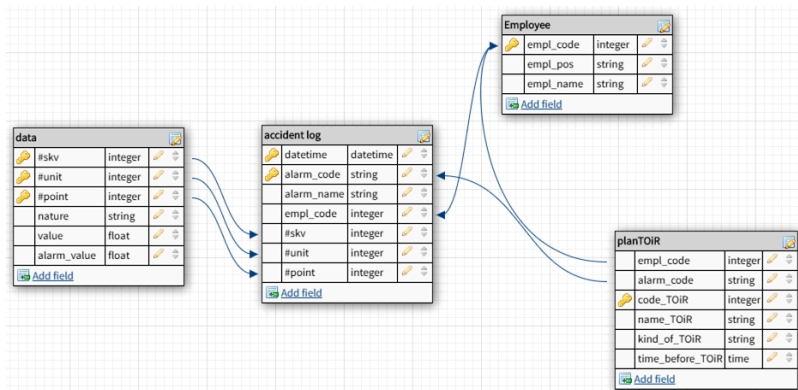 Employee
empl_code integer
empl_pos string
empl_name string
Add field
data
#skv integer
#unit integer
#point integer
nature string
value float
alarm_value float
Add field
accident log
datetime datetime
alarm_code string
alarm_name string
empl_code integer
#skv integer
#unit integer
#point integer
Add field
planTOiR
empl_code integer
alarm_code string
code_TOiR integer
name_TOiR string
kind_of_TOiR string
time_before_TOiR time
Add field